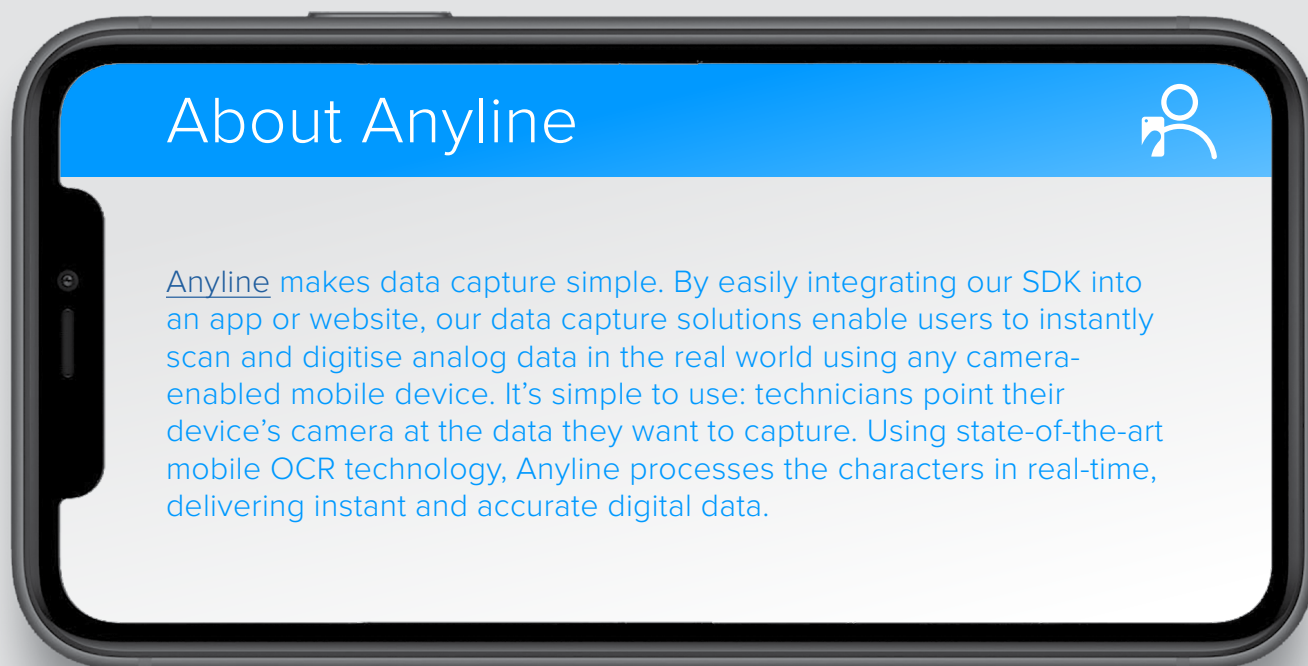 About Anyline
Anyline makes data capture simple. By easily integrating our SDK into
an app or website, our data capture solutions enable users to instantly
scan and digitise analog data in the real world using any camera-
enabled mobile device. It’s simple to use: technicians point their
device’s camera at the data they want to capture. Using state-of-the-art
mobile OCR technology, Anyline processes the characters in real-time,
delivering instant and accurate digital data.